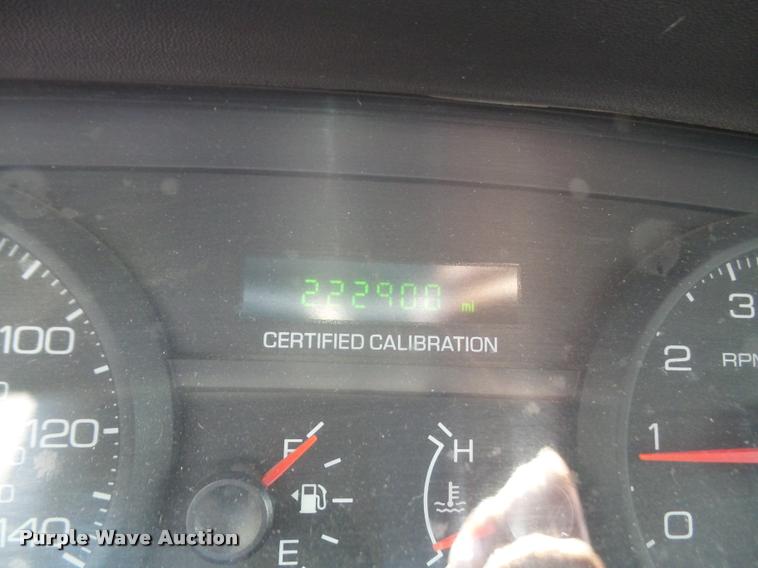 222900 mi
CERTIFIED CALIBRATION
100
120
140
F
E
H
3
2
RPM
1
0
Purple Wave Auction